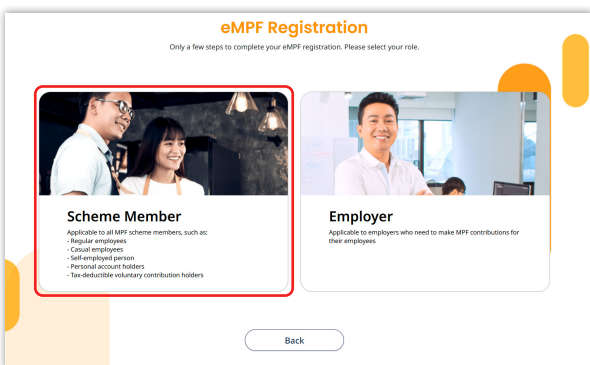 eMPF Registration
Only a few steps to complete your eMPF registration. Please select your role.
Scheme Member
Applicable to all MPF scheme members, such as:
- Regular employees
- Casual employees
- Self-employed person
- Personal account holders
- Tax-deductible voluntary contribution holders
Employer
Applicable to employers who need to make MPF contributions for
their employees
Back